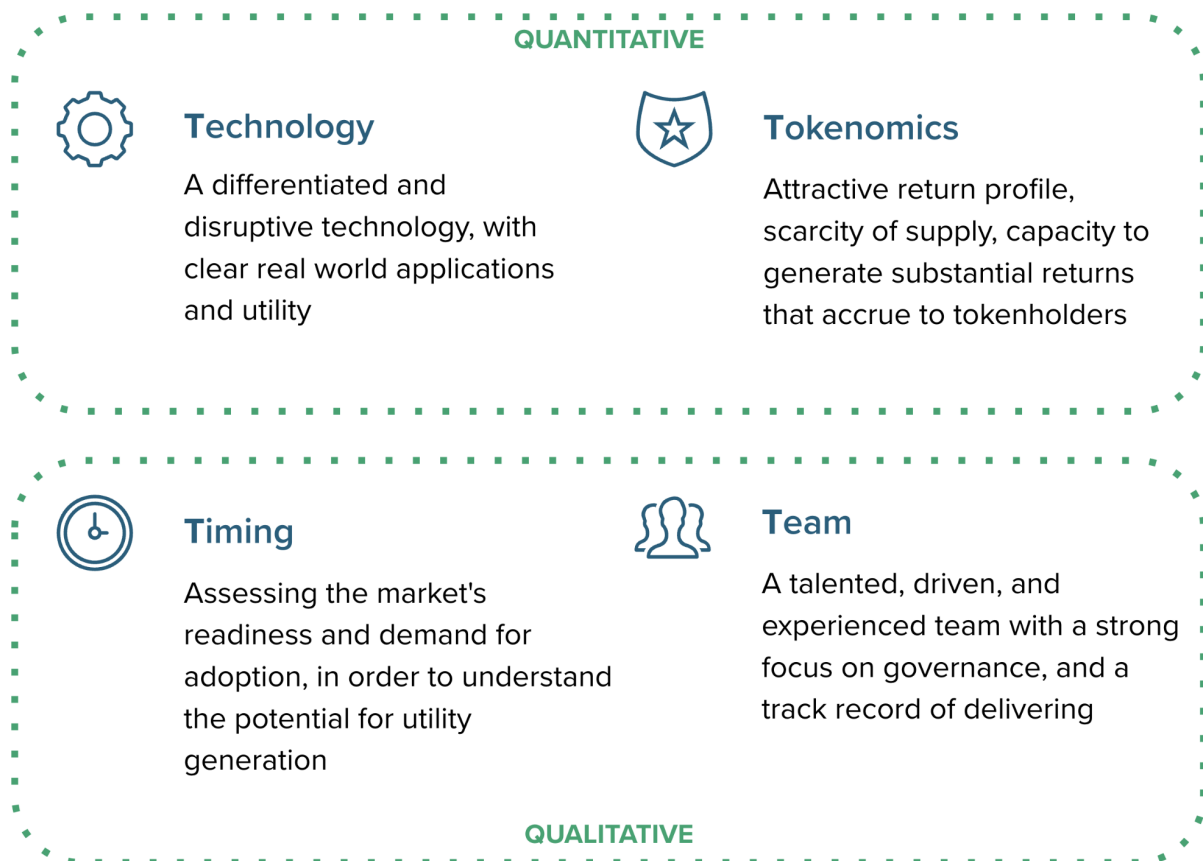 QUANTITATIVE
Technology
A differentiated and
disruptive technology, with
clear real world applications
and utility
Tokenomics
Attractive return profile,
scarcity of supply, capacity to
generate substantial returns
that accrue to tokenholders
Timing
Assessing the market's
readiness and demand for
adoption, in order to understand
the potential for utility
generation
Team
A talented, driven, and
experienced team with a strong
focus on governance, and a
track record of delivering
QUALITATIVE